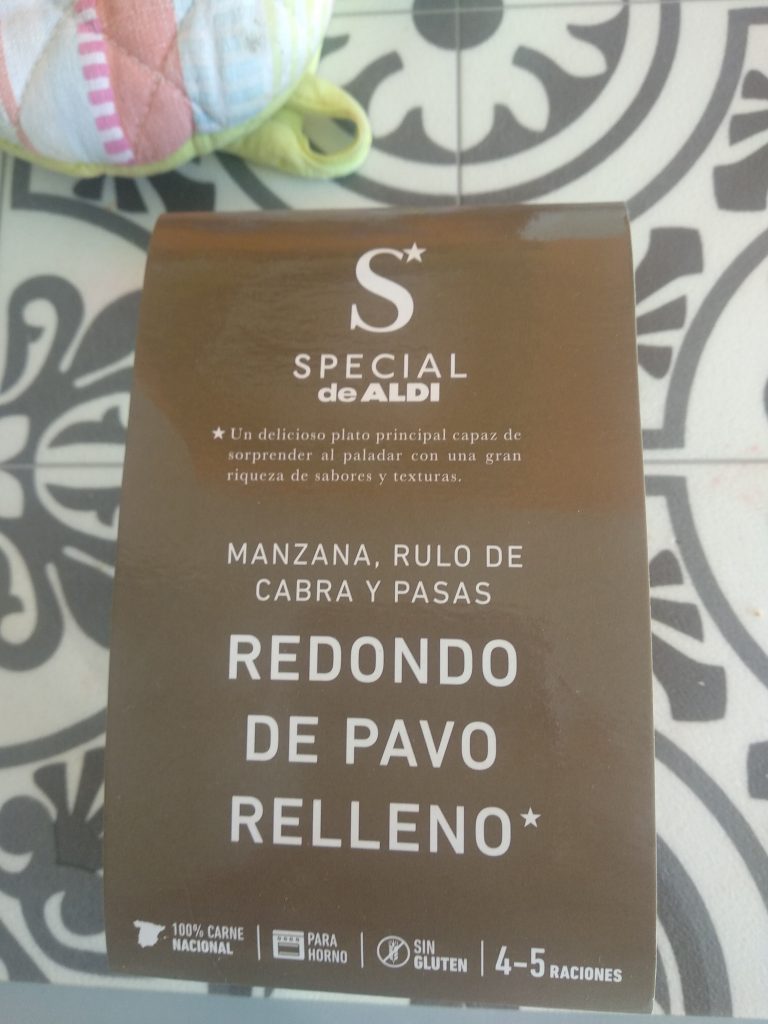 S
SPECIAL
de ALDI
Un delicioso plato principal capaz de
sorprender al paladar con una gran
riqueza de sabores y texturas.
MANZANA, RULO DE
CABRA Y PASAS
REDONDO
DE PAVO
RELLENO
100% CARNE
NACIONAL
PARA
HORNO
SIN
GLUTEN
4-5 RACIONES